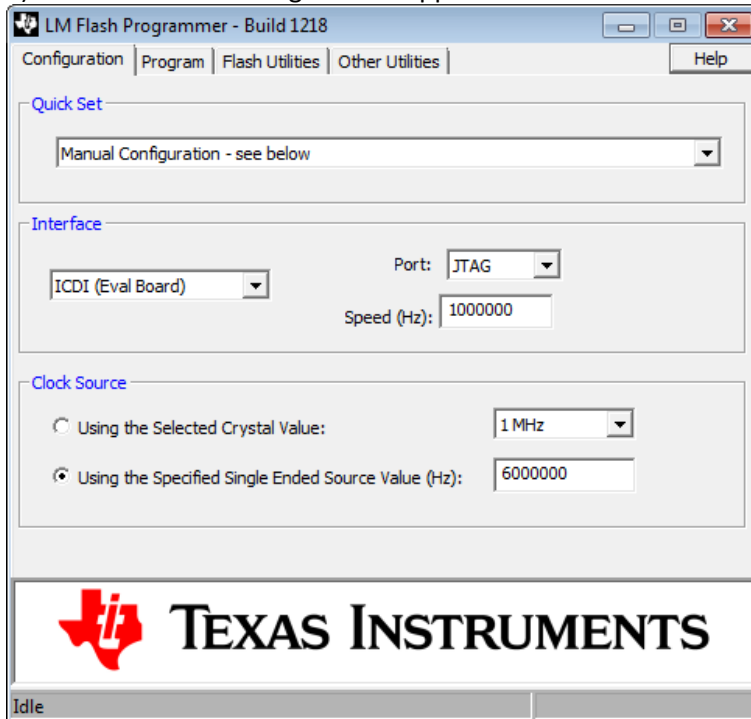 LM Flash Programmer - Build 1218
Configuration Program Flash Utilities Other Utilities Help
Quick Set
Manual Configuration - see below
Interface
ICDI (Eval Board)
Port: JTAG
Speed (Hz): 1000000
Clock Source
Using the Selected Crystal Value: 1 MHz
Using the Specified Single Ended Source Value (Hz): 6000000
TEXAS INSTRUMENTS
Idle